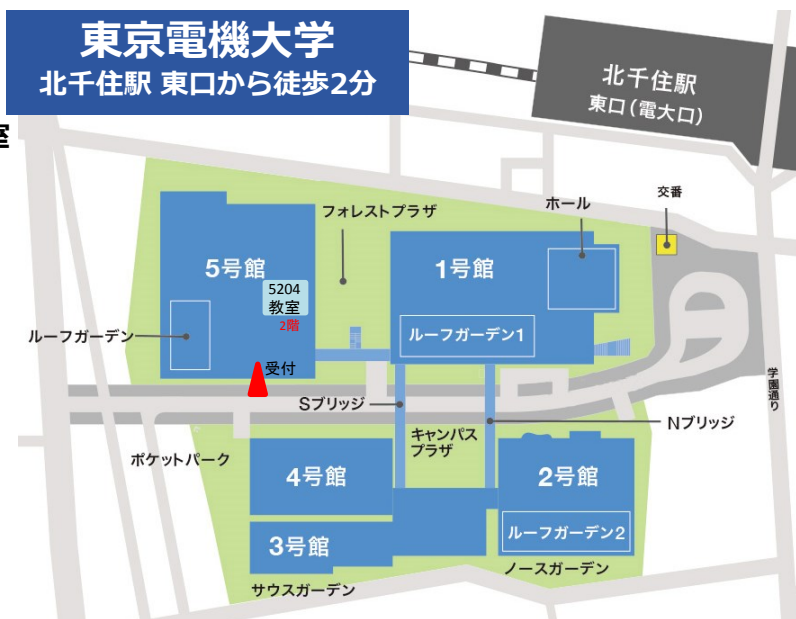 東京電機大学
北千住駅 東口から徒歩2分
北千住駅
東口(電大口)
室
交番
ホール
フォレストプラザ
5号館
1号館
5204
教室
2階
ルーフガーデン
ルーフガーデン1
受付
学園通り
Sブリッジ
Nブリッジ
キャンパス
プラザ
ポケットパーク
4号館
2号館
ルーフガーデン2
3号館
ノースガーデン
サウスガーデン